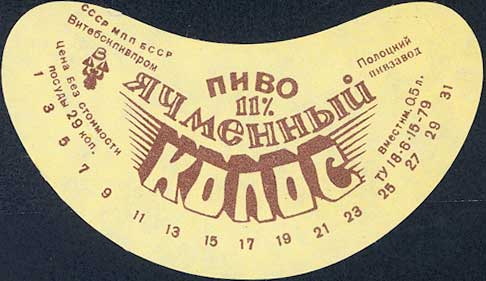 СССР МПП БССР
Витебскпивпром
Цена без стоимости
посуды 29 коп.
ПИВО
11%
ЯЧМЕННЫЙ
КОЛОС
Полоцкий
пивзавод
Вместим. 0,5 л.
ТУ 18-6-15-79
1 3 5 7 9 11 13 15 17 19 21 23 25 27 29 31